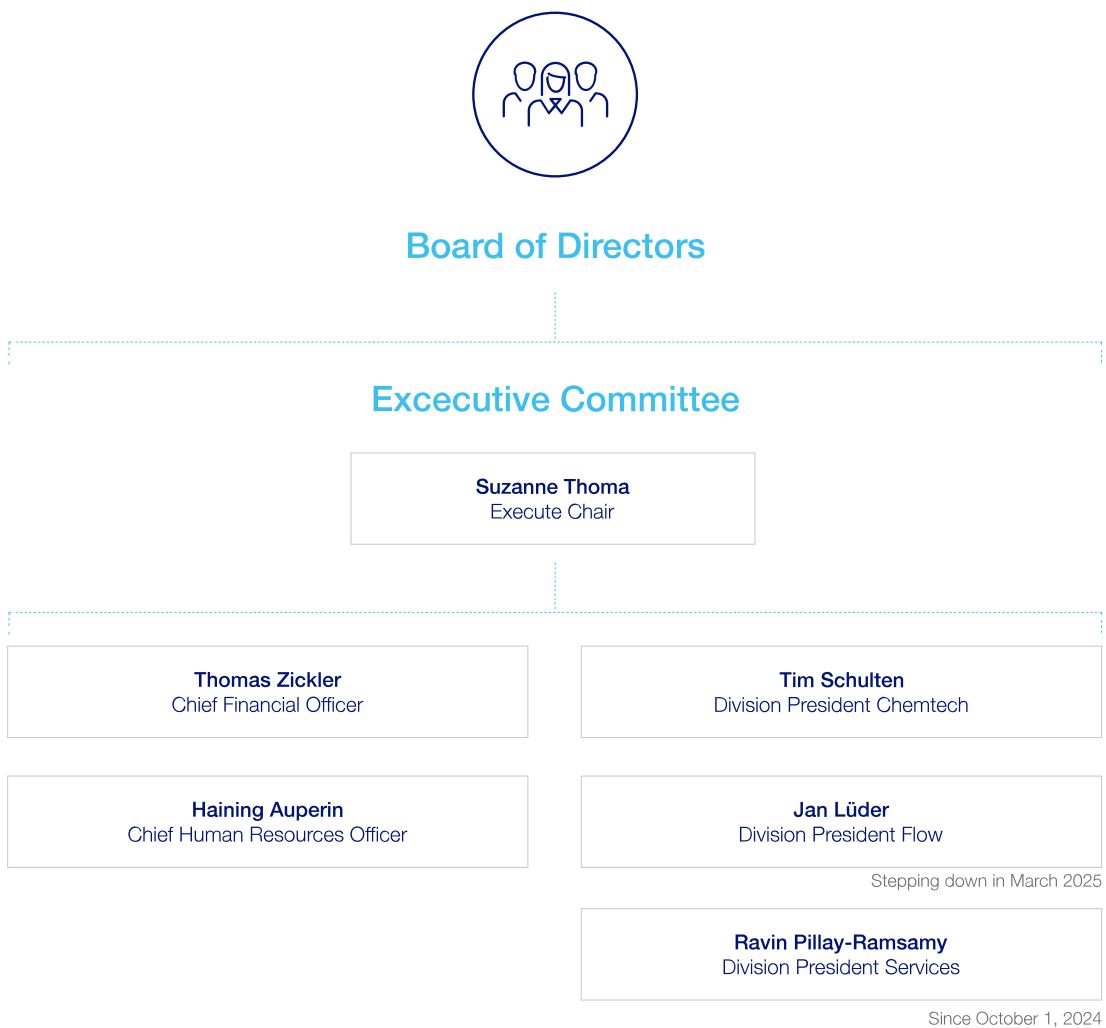 Board of Directors
Excecutive Committee
Suzanne Thoma
Execute Chair
Thomas Zickler
Chief Financial Officer
Tim Schulten
Division President Chemtech
Haining Auperin
Chief Human Resources Officer
Jan Lüder
Division President Flow
Stepping down in March 2025
Ravin Pillay-Ramsamy
Division President Services
Since October 1, 2024